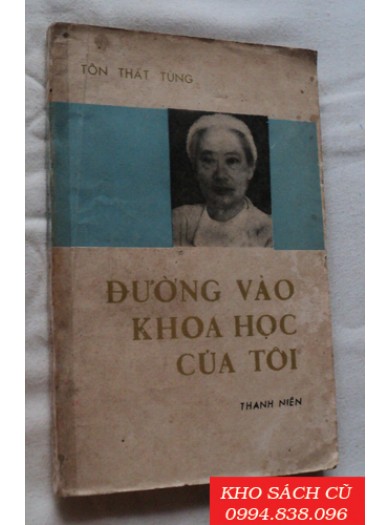 TÔN THẤT TÙNG
ĐƯỜNG VÀO
KHOA HỌC
CỦA TÔI
THANH NIÊN
KHO SÁCH CŨ
0994.838.096